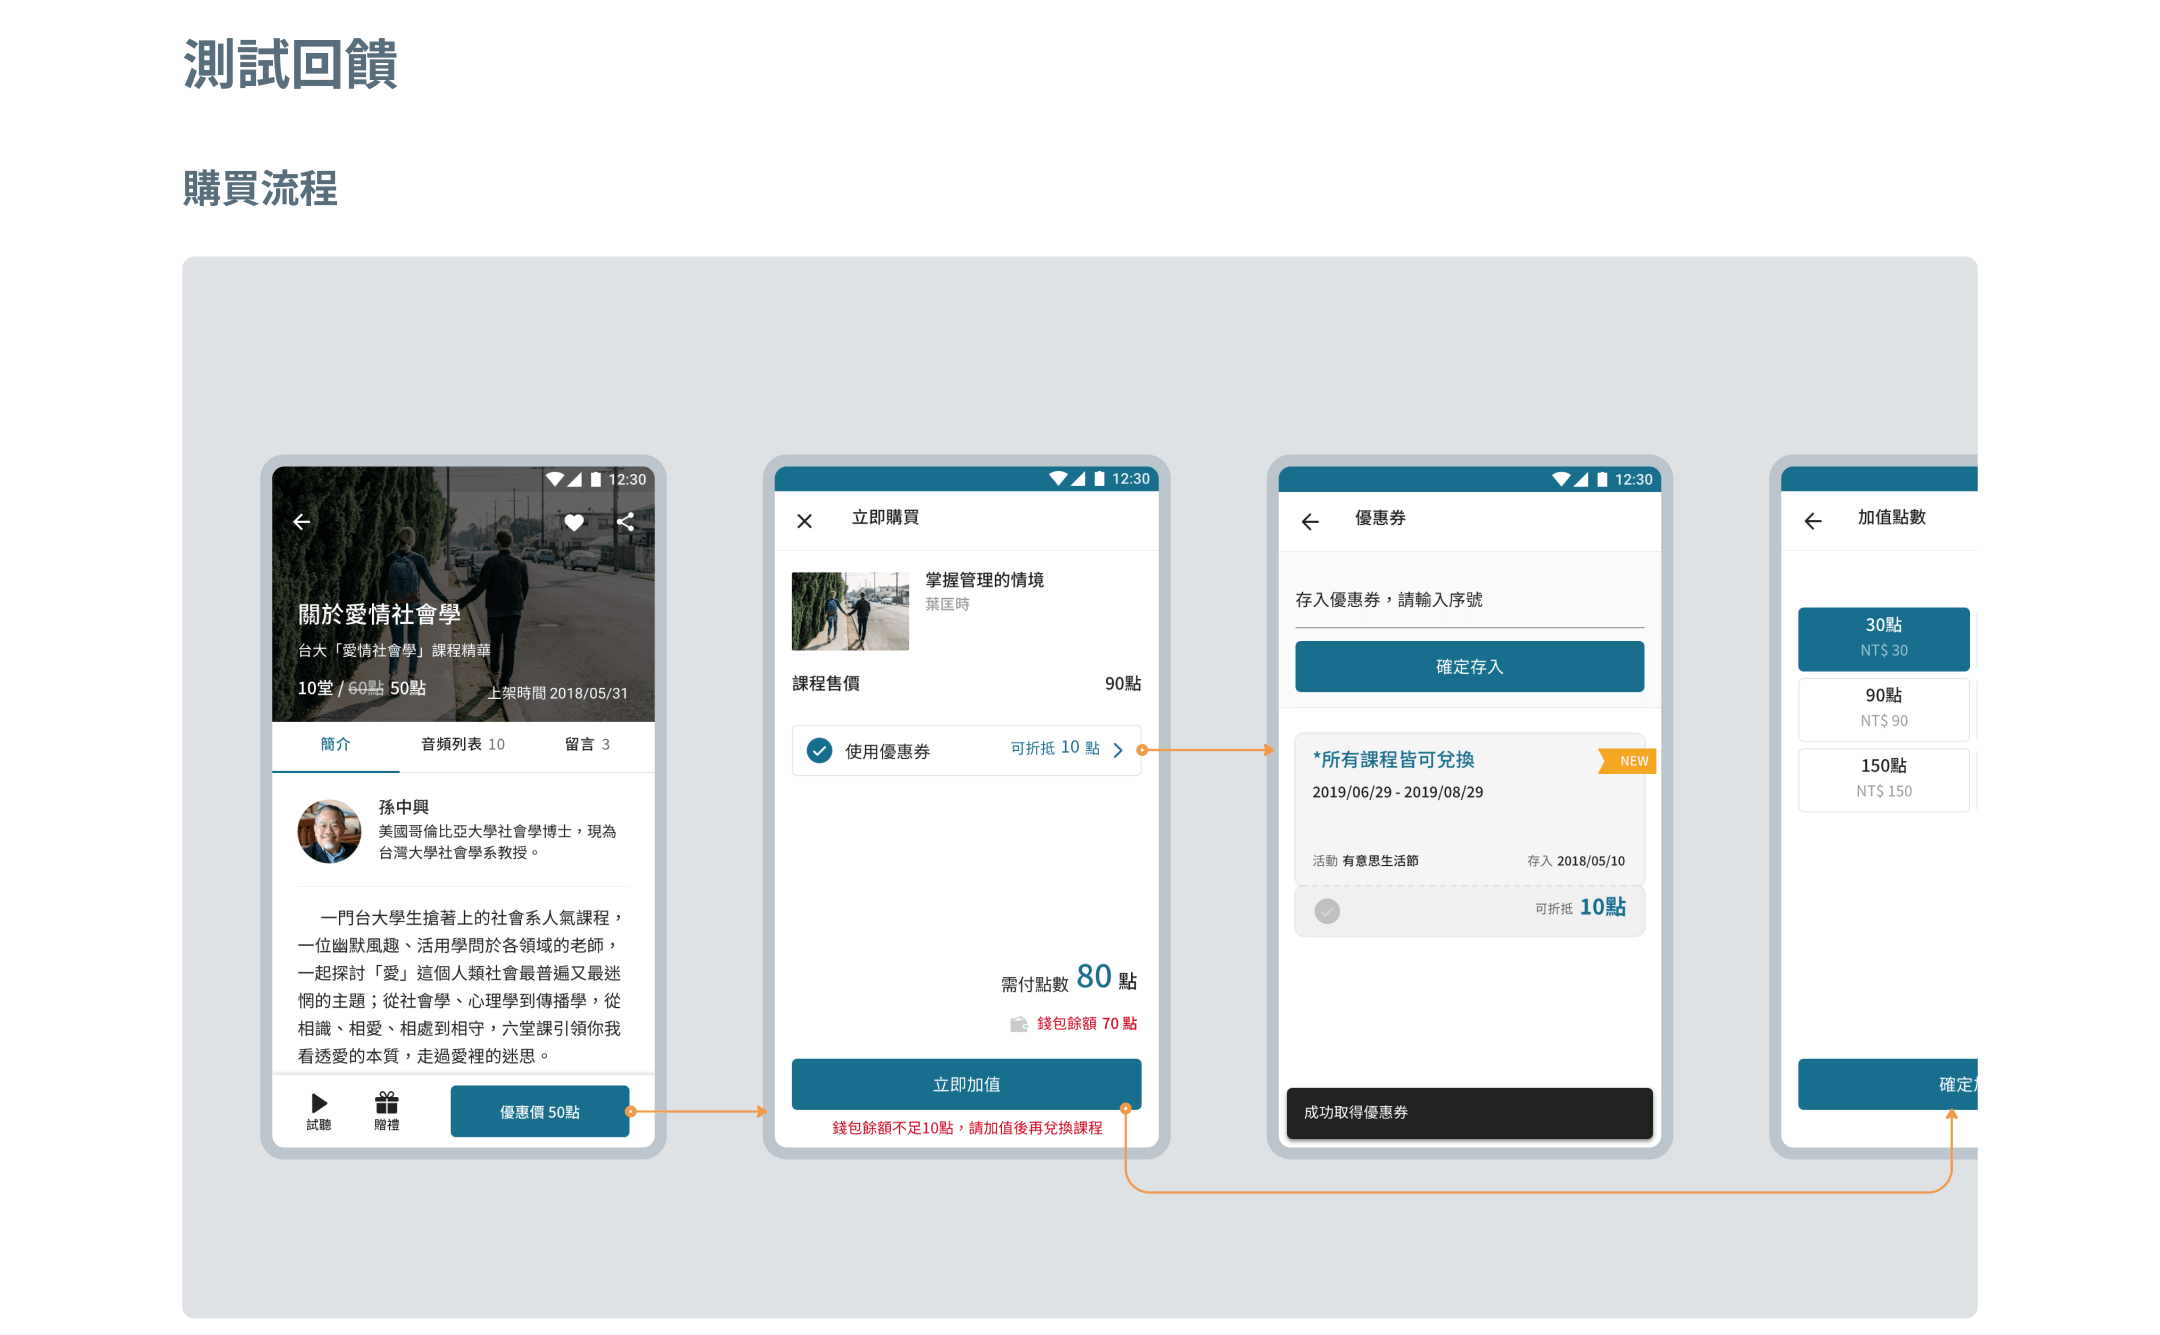 測試回饋
購買流程
12:30
關於愛情社會學
台大「愛情社會學」課程精華
10堂 / 60點 50點
上架時間 2018/05/31
簡介
音頻列表 10
留言 3
孫中興
美國哥倫比亞大學社會學博士，現為
台灣大學社會學系教授。
一門台大學生搶著上的社會系人氣課程，
一位幽默風趣、活用學問於各領域的老師，
一起探討「愛」這個人類社會最普遍又最迷
惘的主題；從社會學、心理學到傳播學，從
相識、相愛、相處到相守，六堂課引領你我
看透愛的本質，走過愛裡的迷思。
試聽
贈禮
優惠價 50點
12:30
立即購買
掌握管理的情境
葉匡時
課程售價
90點
使用優惠券
可折抵 10 點
需付點數 80 點
錢包餘額 70 點
立即加值
錢包餘額不足10點，請加值後再兌換課程
12:30
優惠券
存入優惠券，請輸入序號
確定存入
*所有課程皆可兌換
NEW
2019/06/29 - 2019/08/29
活動 有意思生活節
存入 2018/05/10
可折抵 10點
成功取得優惠券
加值點數
30點
NT$ 30
90點
NT$ 90
150點
NT$ 150
確定